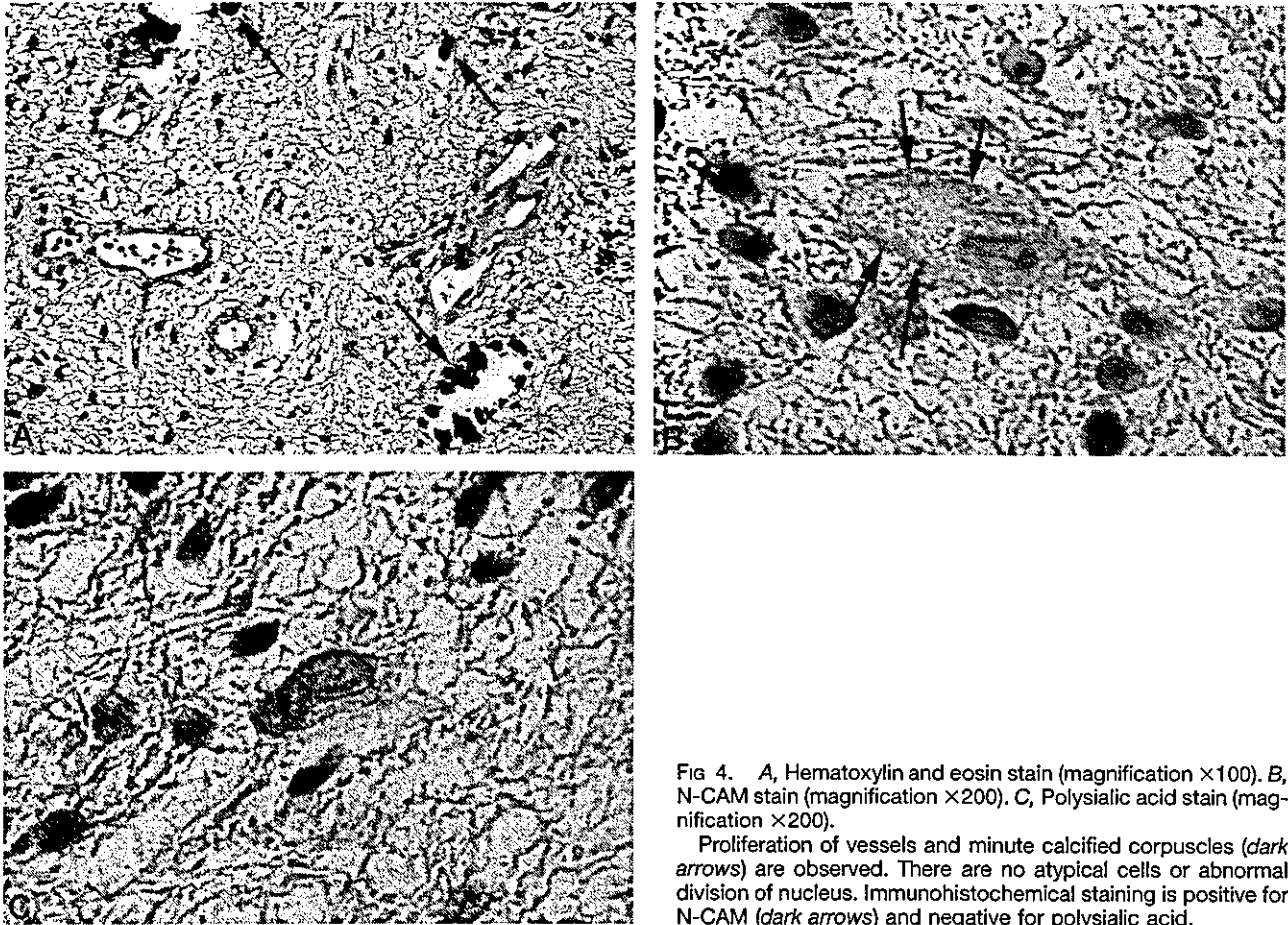 A
B
C
FIG 4. A, Hematoxylin and eosin stain (magnification ×100). B,
N-CAM stain (magnification ×200). C, Polysialic acid stain (mag-
nification ×200).
Proliferation of vessels and minute calcified corpuscles (dark
arrows) are observed. There are no atypical cells or abnormal
division of nucleus. Immunohistochemical staining is positive for
N-CAM (dark arrows) and negative for polysialic acid.